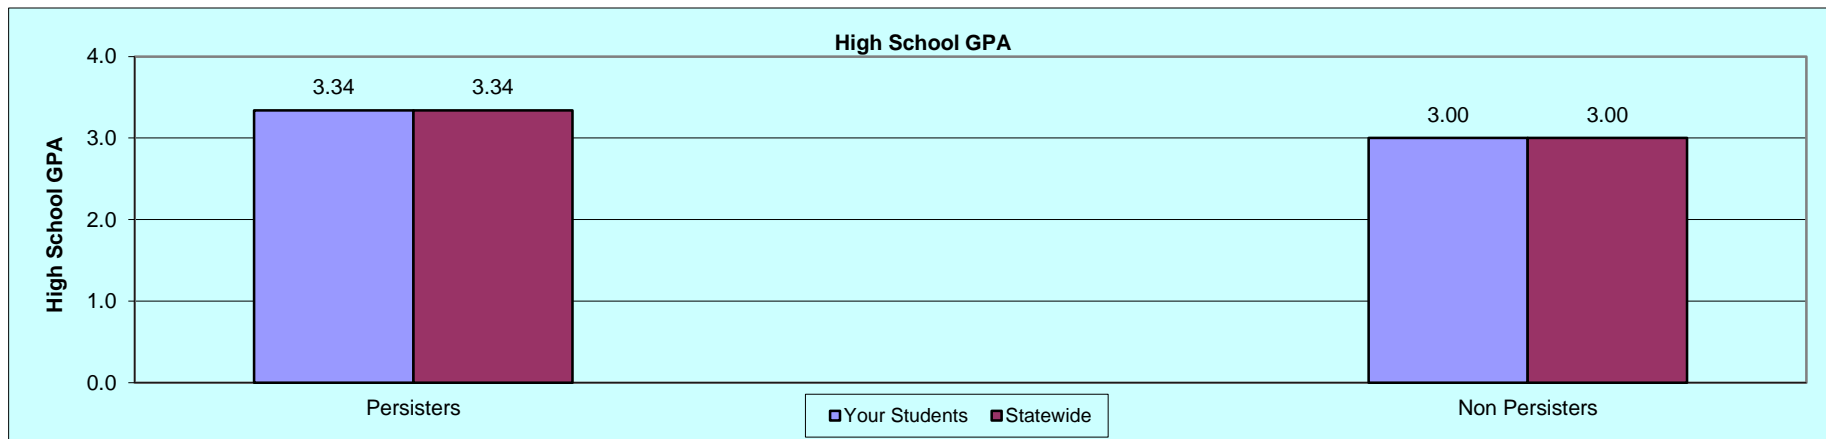 High School GPA
4.0
3.0
2.0
1.0
0.0
High School GPA
3.34 3.34
3.00 3.00
Persisters
Non Persisters
Your Students Statewide